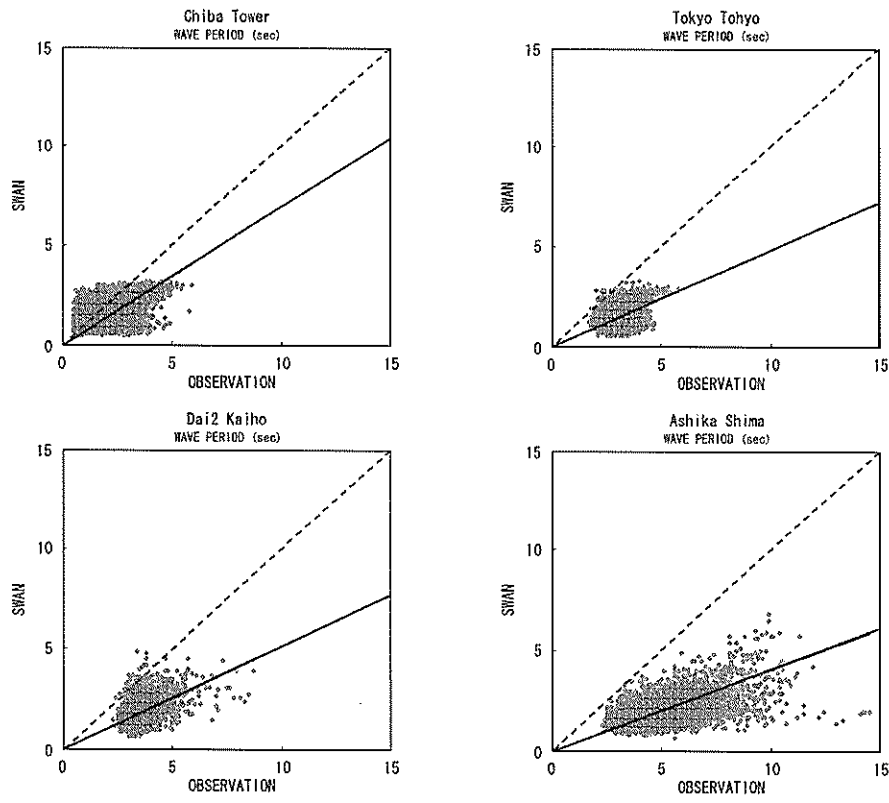 Chiba Tower
WAVE PERIOD (sec)
15
10
5
0
SWAN
0 5 10 15
OBSERVATION
Tokyo Tohyo
WAVE PERIOD (sec)
15
10
5
0
SWAN
0 5 10 15
OBSERVATION
Dai2 Kaiho
WAVE PERIOD (sec)
15
10
5
0
SWAN
0 5 10 15
OBSERVATION
Ashika Shima
WAVE PERIOD (sec)
15
10
5
0
SWAN
0 5 10 15
OBSERVATION